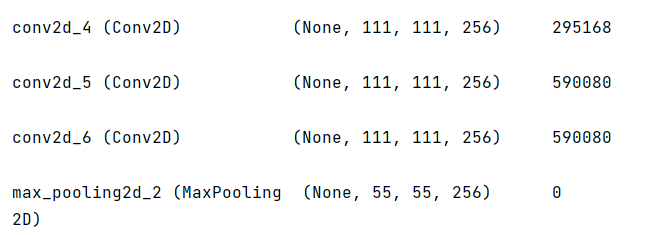 conv2d_4 (Conv2D) (None, 111, 111, 256) 295168
conv2d_5 (Conv2D) (None, 111, 111, 256) 590080
conv2d_6 (Conv2D) (None, 111, 111, 256) 590080
max_pooling2d_2 (MaxPooling (None, 55, 55, 256) 0
2D)